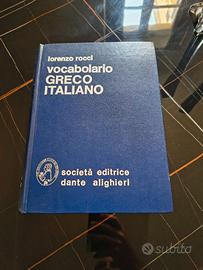 lorenzo rocci
vocabolario
GRECO
ITALIANO
società editrice
dante alighieri
subito